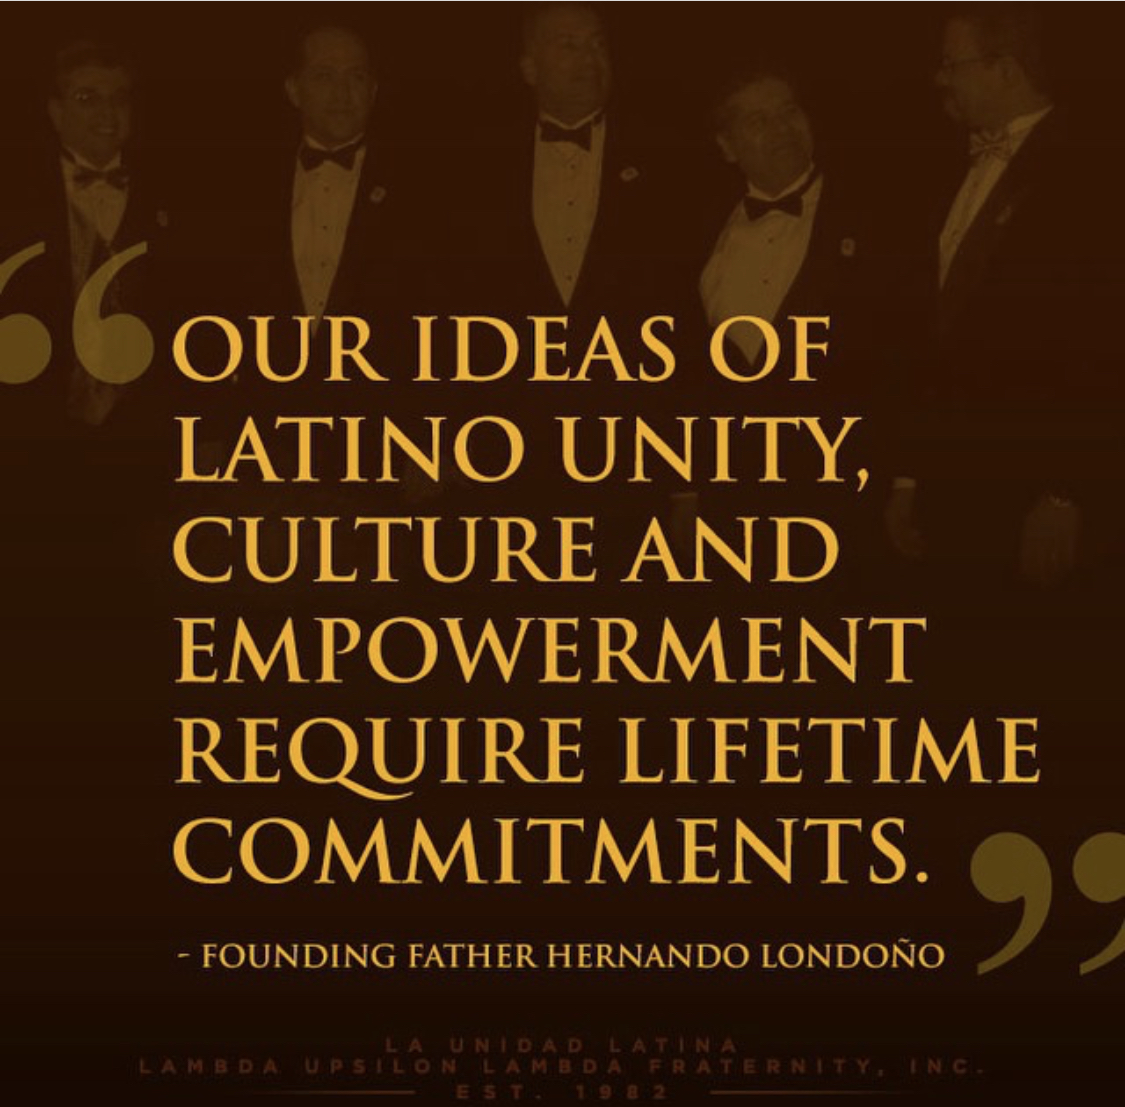 “OUR IDEAS OF
LATINO UNITY,
CULTURE AND
EMPOWERMENT
REQUIRE LIFETIME
COMMITMENTS.”
- FOUNDING FATHER HERNANDO LONDOÑO
LA UNIDAD LATINA
LAMBDA UPSILON LAMBDA FRATERNITY, INC.
EST. 1982